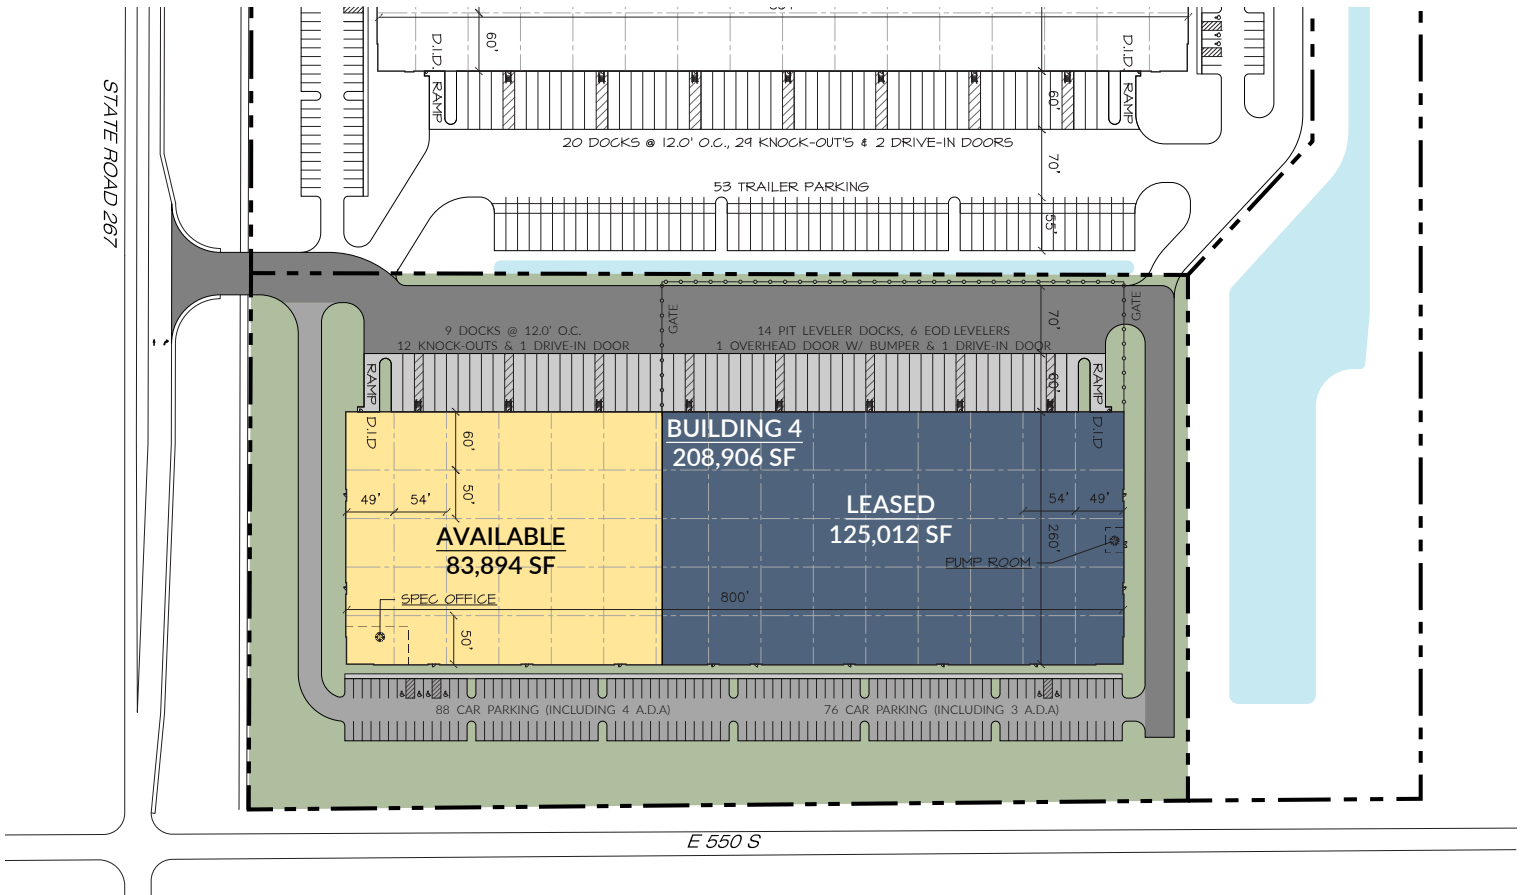 60'
D.I.D.
D.I.D.
RAMP
60'
RAMP
20 DOCKS @ 12.0' O.C., 29 KNOCK-OUT'S & 2 DRIVE-IN DOORS
70'
STATE ROAD 267
53 TRAILER PARKING
55'
GATE
GATE
9 DOCKS @ 12.0' O.C.
12 KNOCK-OUTS & 1 DRIVE-IN DOOR
14 PIT LEVELER DOCKS, 6 EOD LEVELERS
1 OVERHEAD DOOR W/ BUMPER & 1 DRIVE-IN DOOR
70'
RAMP
60'
RAMP
D.I.D
D.I.D
60'
BUILDING 4
208,906 SF
49'
54'
50'
LEASED
125,012 SF
54'
49'
260'
AVAILABLE
83,894 SF
PUMP ROOM
SPEC OFFICE
800'
50'
88 CAR PARKING (INCLUDING 4 A.D.A)
76 CAR PARKING (INCLUDING 3 A.D.A)
E 550 S